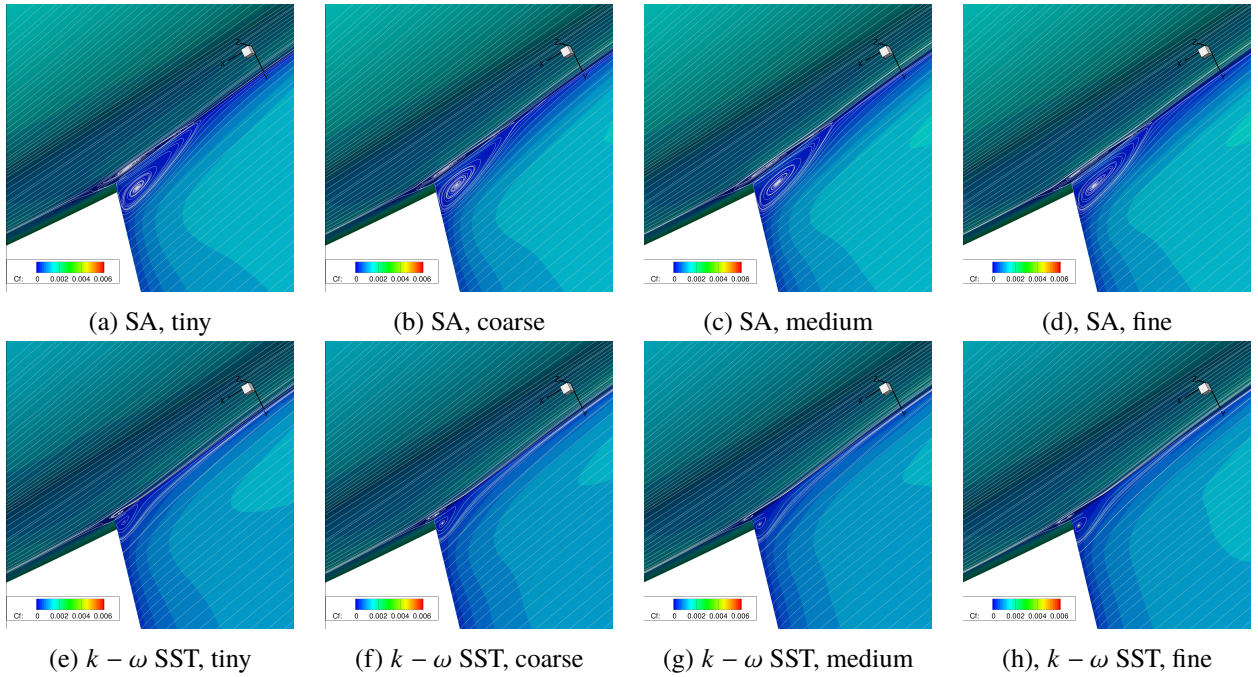 Z X Y
Cf: 0 0.002 0.004 0.006
Z X Y
Cf: 0 0.002 0.004 0.006
Z X Y
Cf: 0 0.002 0.004 0.006
Z X Y
Cf: 0 0.002 0.004 0.006
(a) SA, tiny
(b) SA, coarse
(c) SA, medium
(d), SA, fine
Z X Y
Cf: 0 0.002 0.004 0.006
Z X Y
Cf: 0 0.002 0.004 0.006
Z X Y
Cf: 0 0.002 0.004 0.006
Z X Y
Cf: 0 0.002 0.004 0.006
(e) k − ω SST, tiny
(f) k − ω SST, coarse
(g) k − ω SST, medium
(h), k − ω SST, fine